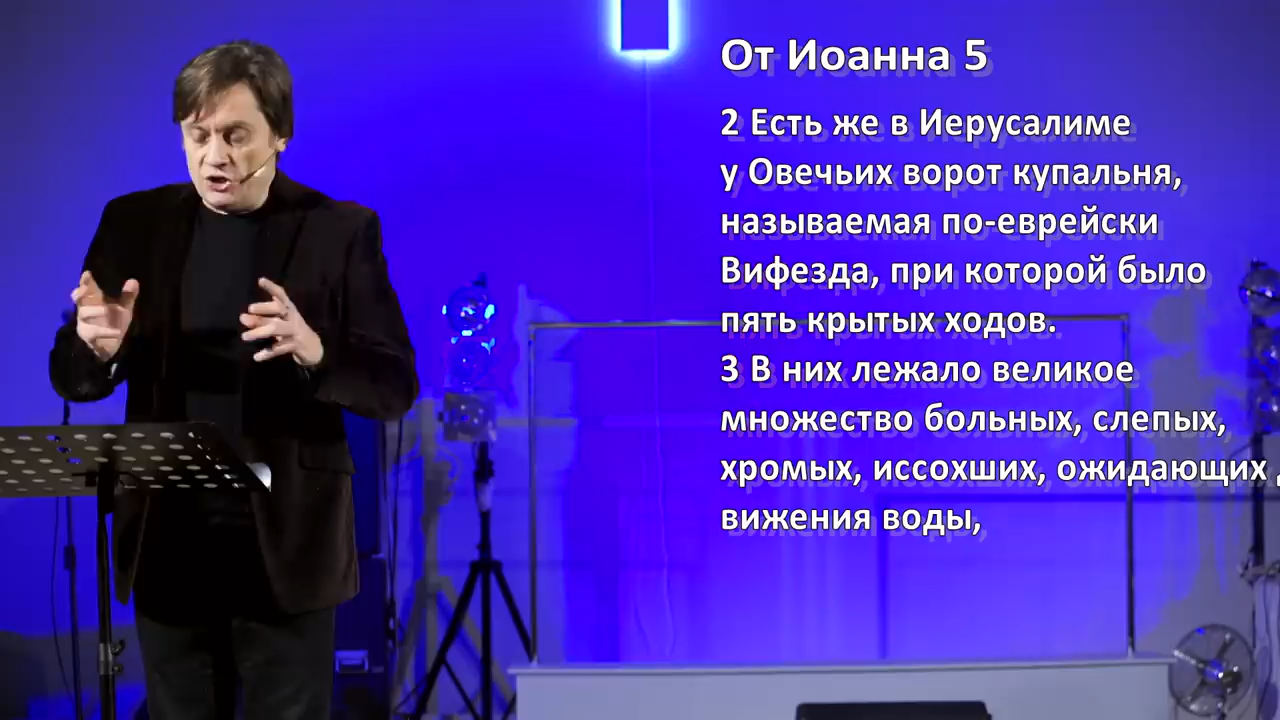 От Иоанна 5
2 Есть же в Иерусалиме
у Овечьих ворот купальня,
называемая по-еврейски
Вифезда, при которой было
пять крытых ходов.
3 В них лежало великое
множество больных, слепых,
хромых, иссохших, ожидающих д
вижения воды,